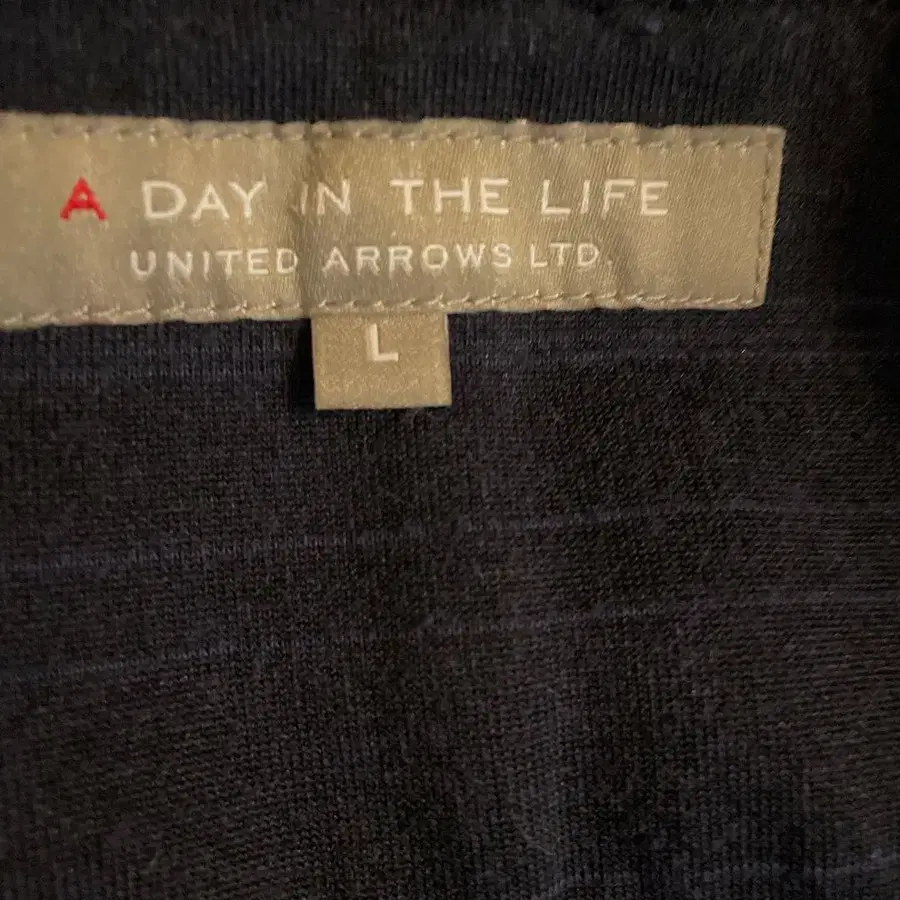 A DAY IN THE LIFE
UNITED ARROWS LTD.
L